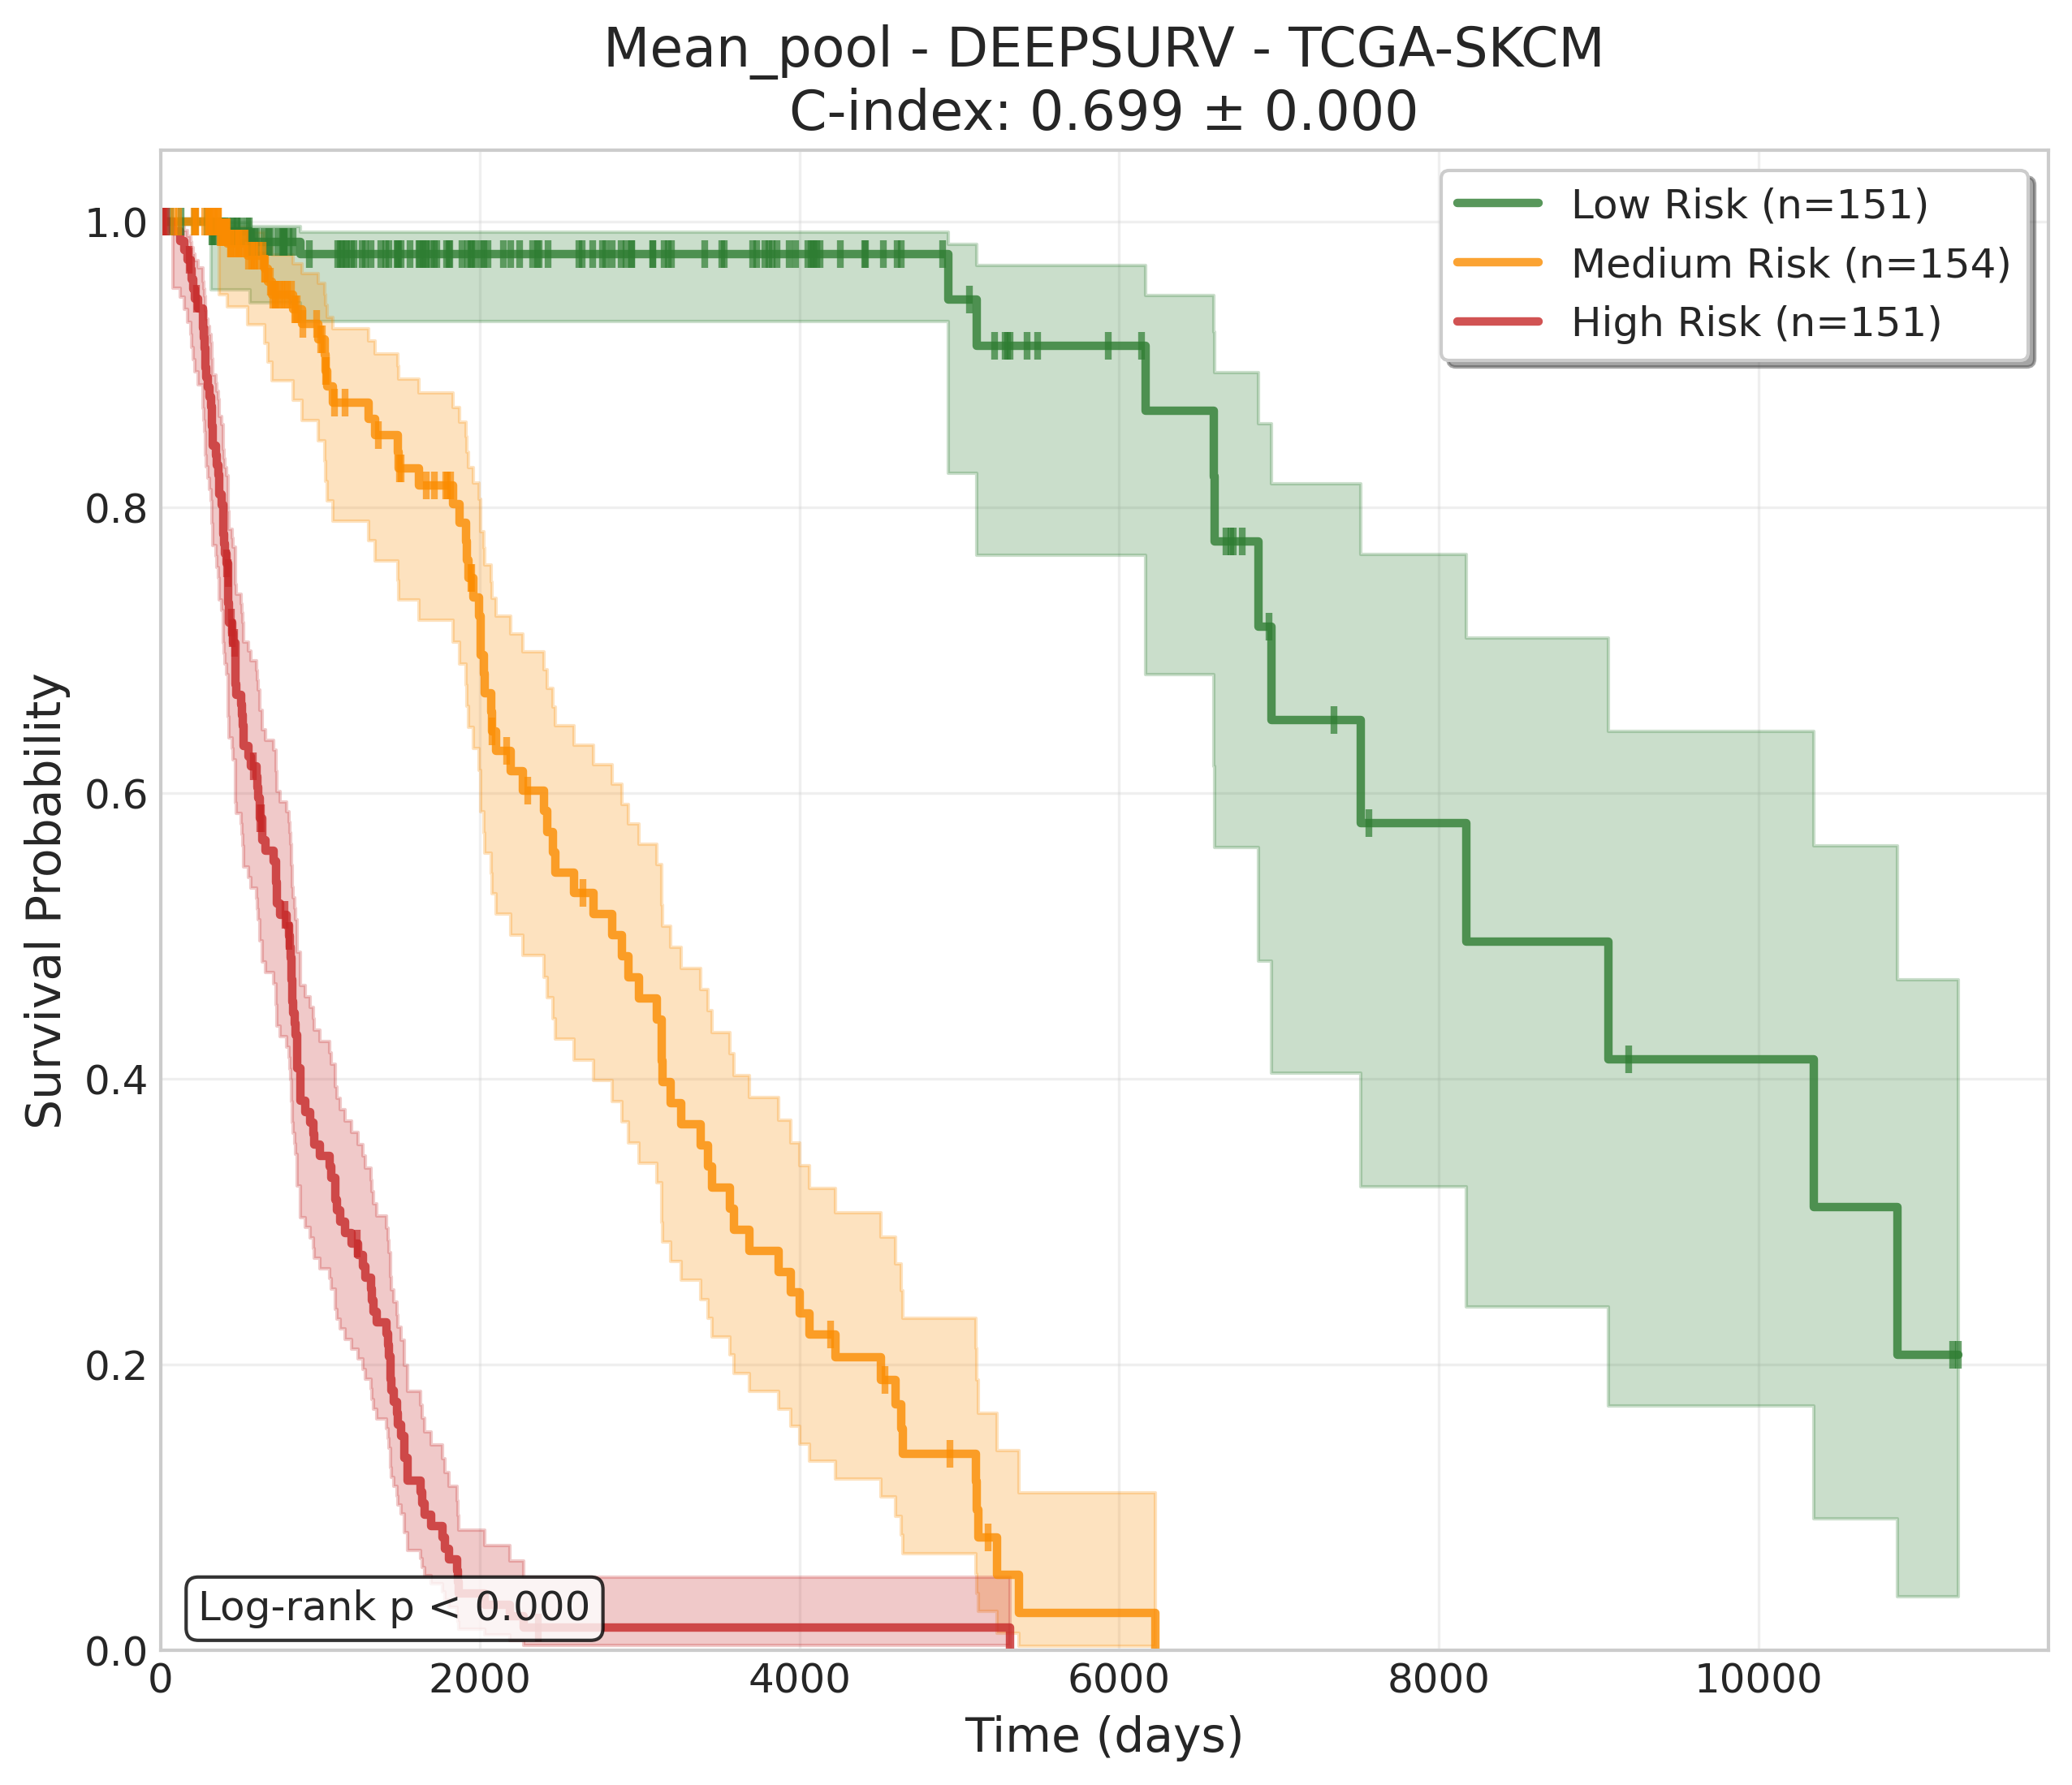 Mean_pool - DEEPSURV - TCGA-SKCM
C-index: 0.699 ± 0.000
Low Risk (n=151)
Medium Risk (n=154)
High Risk (n=151)
Survival Probability
1.0
0.8
0.6
0.4
0.2
0.0
Log-rank p < 0.000
0 2000 4000 6000 8000 10000
Time (days)